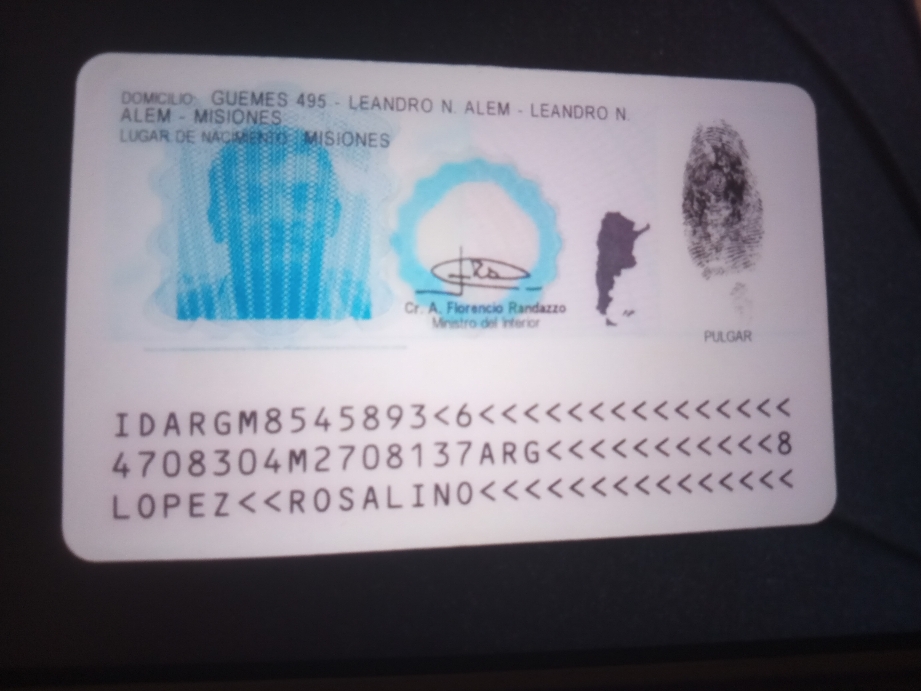 DOMICILIO: GUEMES 495 - LEANDRO N. ALEM - LEANDRO N.
ALEM - MISIONES
LUGAR DE NACIMIENTO: MISIONES
Cr. A. Florencio Randazzo
Ministro del Interior
PULGAR
IDARGM8545893<6<<<<<<<<<<<<<<<
4708304M2708137ARG<<<<<<<<<<<8
LOPEZ<<ROSALINO<<<<<<<<<<<<<<<